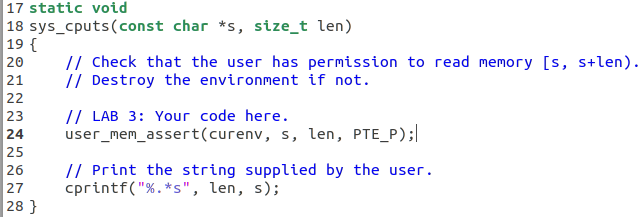 17 static void
18 sys_cputs(const char *s, size_t len)
19 {
20     // Check that the user has permission to read memory [s, s+len).
21     // Destroy the environment if not.
22
23     // LAB 3: Your code here.
24     user_mem_assert(curenv, s, len, PTE_P);
25
26     // Print the string supplied by the user.
27     cprintf("%.*s", len, s);
28 }